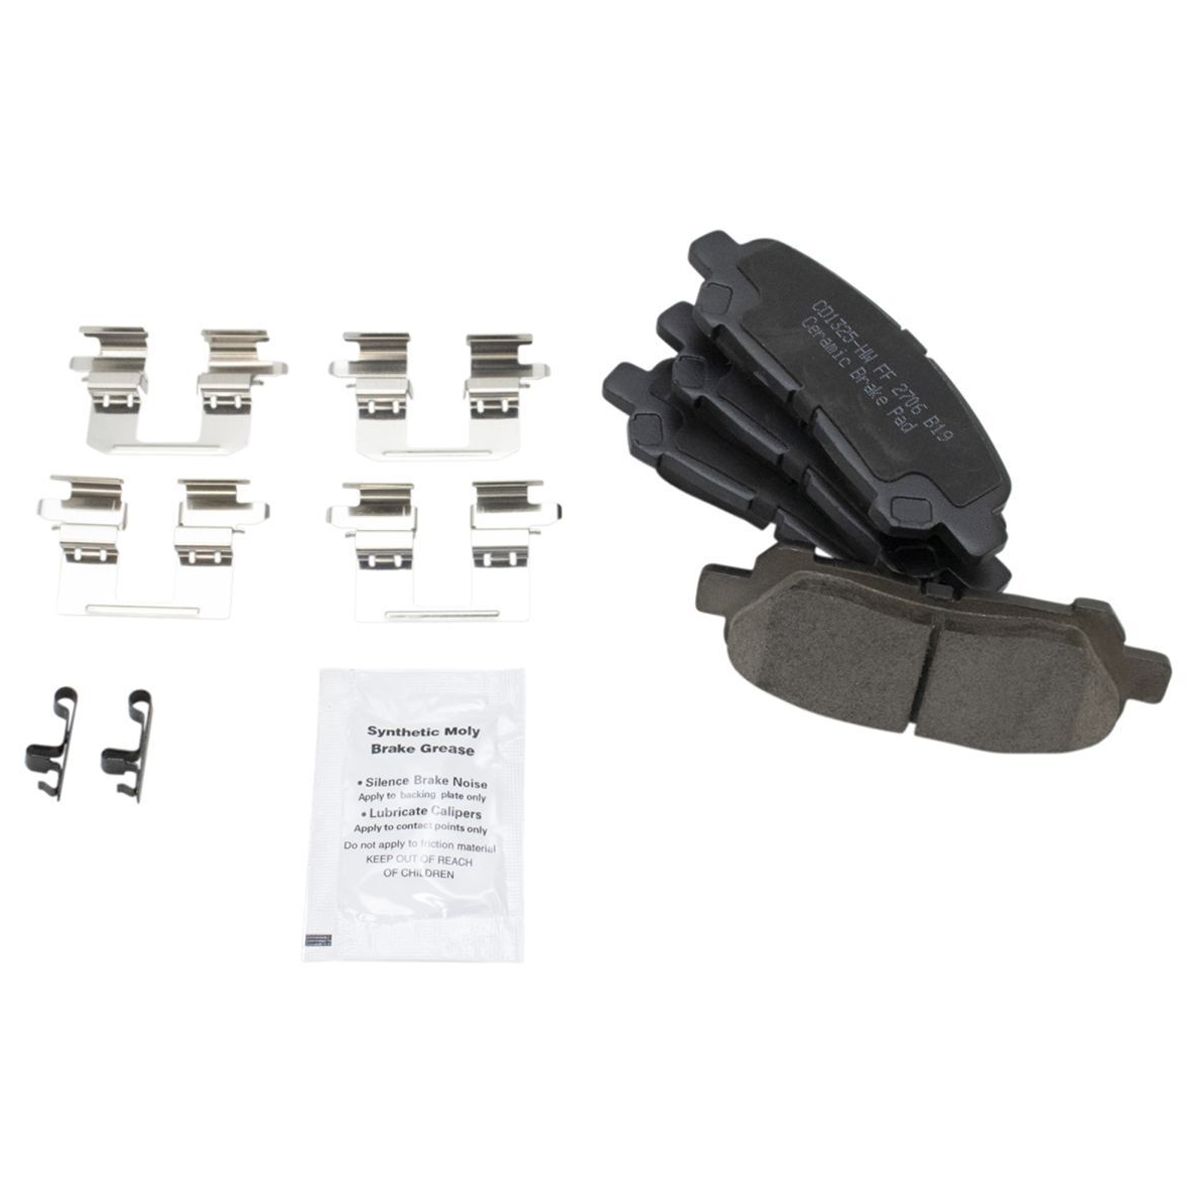 CD1325-HW FF 2706 B19
Ceramic Brake Pad
Synthetic Moly
Brake Grease
• Silence Brake Noise
Apply to backing plate only
• Lubricate Calipers
Apply to contact points only
Do not apply to friction material
KEEP OUT OF REACH
OF CHILDREN